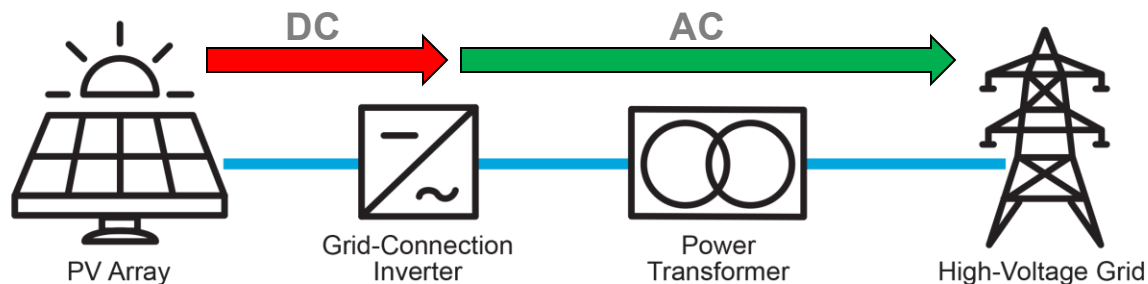 DC
AC
PV Array
Grid-Connection
Inverter
Power
Transformer
High-Voltage Grid